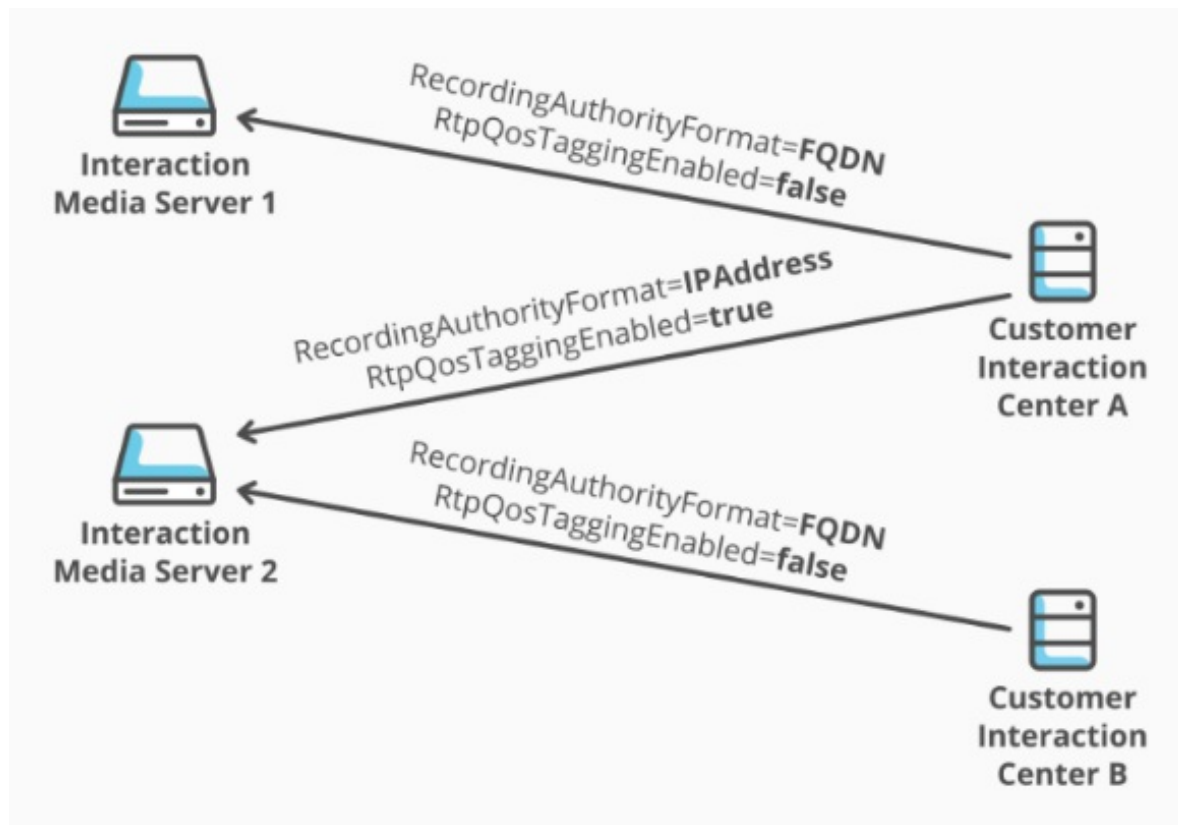 RecordingAuthorityFormat=FQDN
RtpQosTaggingEnabled=false
Interaction
Media Server 1
RecordingAuthorityFormat=IPAddress
RtpQosTaggingEnabled=true
Customer
Interaction
Center A
RecordingAuthorityFormat=FQDN
RtpQosTaggingEnabled=false
Interaction
Media Server 2
Customer
Interaction
Center B